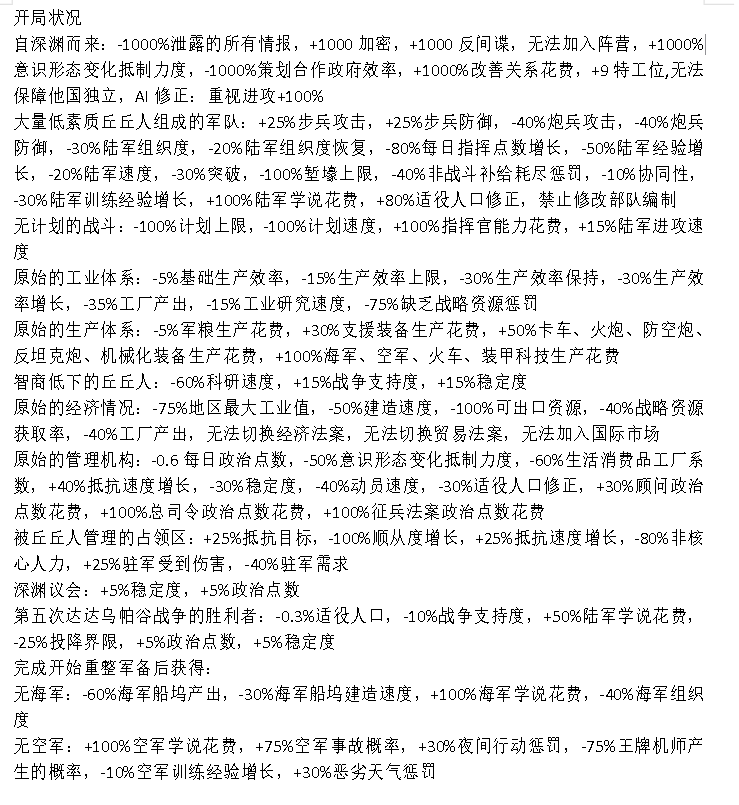 开局状况
自深渊而来：-1000%泄露的所有情报，+1000 加密，+1000 反间谍，无法加入阵营，+1000%
意识形态变化抵制力度，-1000%策划合作政府效率，+1000%改善关系花费，+9 特工位,无法
保障他国独立，AI 修正：重视进攻+100%
大量低素质丘丘人组成的军队：+25%步兵攻击，+25%步兵防御，-40%炮兵攻击，-40%炮兵
防御，-30%陆军组织度，-20%陆军组织度恢复，-80%每日指挥点数增长，-50%陆军经验增
长，-20%陆军速度，-30%突破，-100%堑壕上限，-40%非战斗补给耗尽惩罚，-10%协同性，
-30%陆军训练经验增长，+100%陆军学说花费，+80%适役人口修正，禁止修改部队编制
无计划的战斗：-100%计划上限，-100%计划速度，+100%指挥官能力花费，+15%陆军进攻速
度
原始的工业体系：-5%基础生产效率，-15%生产效率上限，-30%生产效率保持，-30%生产效
率增长，-35%工厂产出，-15%工业研究速度，-75%缺乏战略资源惩罚
原始的生产体系：-5%军粮生产花费，+30%支援装备生产花费，+50%卡车、火炮、防空炮、
反坦克炮、机械化装备生产花费，+100%海军、空军、火车、装甲科技生产花费
智商低下的丘丘人：-60%科研速度，+15%战争支持度，+15%稳定度
原始的经济情况：-75%地区最大工业值，-50%建造速度，-100%可出口资源，-40%战略资源
获取率，-40%工厂产出，无法切换经济法案，无法切换贸易法案，无法加入国际市场
原始的管理机构：-0.6 每日政治点数，-50%意识形态变化抵制力度，-60%生活消费品工厂系
数，+40%抵抗速度增长，-30%稳定度，-40%动员速度，-30%适役人口修正，+30%顾问政治
点数花费，+100%总司令政治点数花费，+100%征兵法案政治点数花费
被丘丘人管理的占领区：+25%抵抗目标，-100%顺从度增长，+25%抵抗速度增长，-80%非核
心人力，+25%驻军受到伤害，-40%驻军需求
深渊议会：+5%稳定度，+5%政治点数
第五次达达乌帕谷战争的胜利者：-0.3%适役人口，-10%战争支持度，+50%陆军学说花费，
-25%投降界限，+5%政治点数，+5%稳定度
完成开始重整军备后获得：
无海军：-60%海军船坞产出，-30%海军船坞建造速度，+100%海军学说花费，-40%海军组织
度
无空军：+100%空军学说花费，+75%空军事故概率，+30%夜间行动惩罚，-75%王牌机师产
生的概率，-10%空军训练经验增长，+30%恶劣天气惩罚